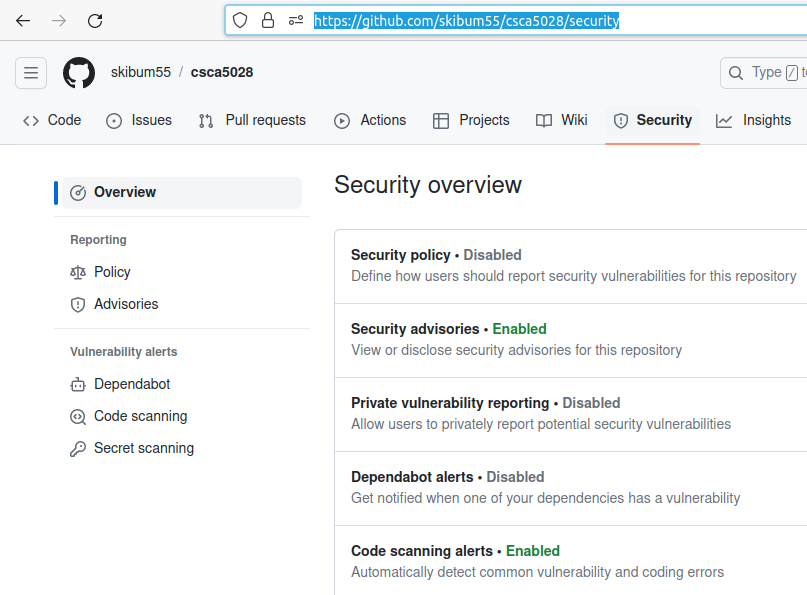 https://github.com/skibum55/csca5028/security
skibum55 / csca5028
Type / to
Code Issues Pull requests Actions Projects Wiki Security Insights
Overview
Reporting
Policy
Advisories
Vulnerability alerts
Dependabot
Code scanning
Secret scanning
Security overview
Security policy • Disabled
Define how users should report security vulnerabilities for this repository
Security advisories • Enabled
View or disclose security advisories for this repository
Private vulnerability reporting • Disabled
Allow users to privately report potential security vulnerabilities
Dependabot alerts • Disabled
Get notified when one of your dependencies has a vulnerability
Code scanning alerts • Enabled
Automatically detect common vulnerability and coding errors